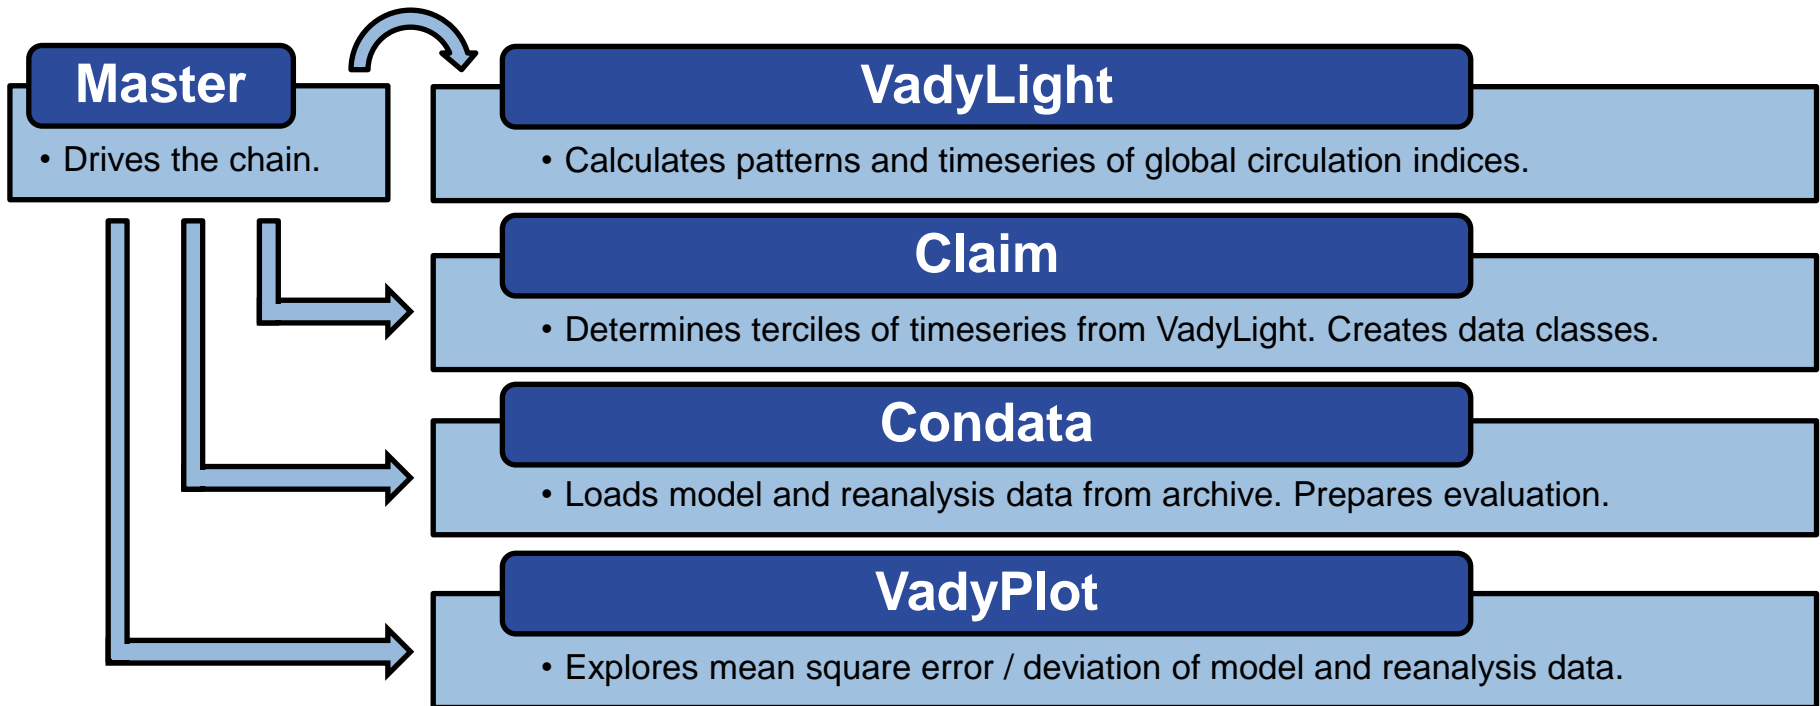 Master
• Drives the chain.
VadyLight
• Calculates patterns and timeseries of global circulation indices.
Claim
• Determines terciles of timeseries from VadyLight. Creates data classes.
Condata
• Loads model and reanalysis data from archive. Prepares evaluation.
VadyPlot
• Explores mean square error / deviation of model and reanalysis data.